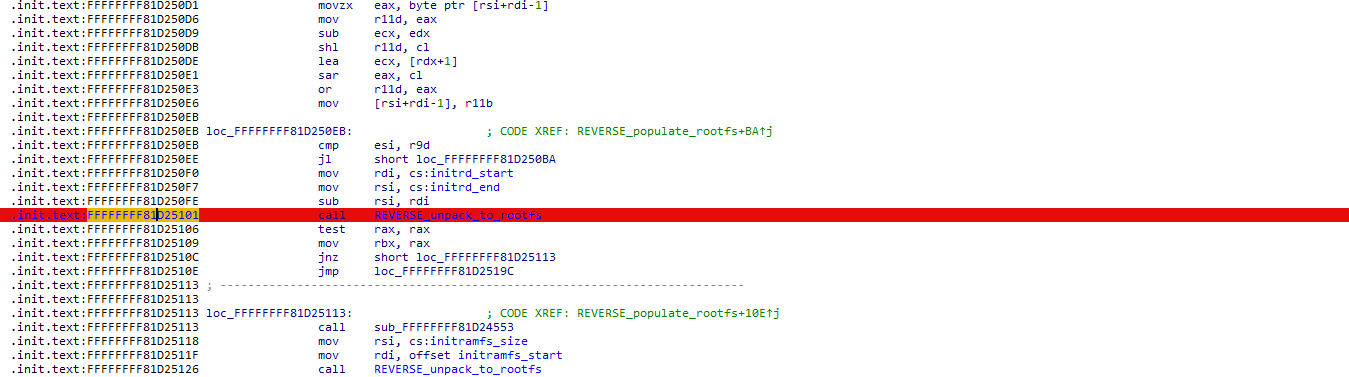 .init.text:FFFFFFFF81D250D1 movzx eax, byte ptr [rsi+rdi-1]
.init.text:FFFFFFFF81D250D6 mov r11d, eax
.init.text:FFFFFFFF81D250D9 sub ecx, edx
.init.text:FFFFFFFF81D250DB shl r11d, cl
.init.text:FFFFFFFF81D250DE lea ecx, [rdx+1]
.init.text:FFFFFFFF81D250E1 sar eax, cl
.init.text:FFFFFFFF81D250E3 or r11d, eax
.init.text:FFFFFFFF81D250E6 mov [rsi+rdi-1], r11b
.init.text:FFFFFFFF81D250EB
.init.text:FFFFFFFF81D250EB loc_FFFFFFFF81D250EB: ; CODE XREF: REVERSE_populate_rootfs+BA↑j
.init.text:FFFFFFFF81D250EB cmp esi, r9d
.init.text:FFFFFFFF81D250EE jl short loc_FFFFFFFF81D250BA
.init.text:FFFFFFFF81D250F0 mov rdi, cs:initrd_start
.init.text:FFFFFFFF81D250F7 mov rsi, cs:initrd_end
.init.text:FFFFFFFF81D250FE sub rsi, rdi
.init.text:FFFFFFFF81D25101 call REVERSE_unpack_to_rootfs
.init.text:FFFFFFFF81D25106 test rax, rax
.init.text:FFFFFFFF81D25109 mov rbx, rax
.init.text:FFFFFFFF81D2510C jnz short loc_FFFFFFFF81D25113
.init.text:FFFFFFFF81D2510E jmp loc_FFFFFFFF81D2519C
.init.text:FFFFFFFF81D25113 ; ---------------------------------------------------------------------------
.init.text:FFFFFFFF81D25113
.init.text:FFFFFFFF81D25113 loc_FFFFFFFF81D25113: ; CODE XREF: REVERSE_populate_rootfs+10E↑j
.init.text:FFFFFFFF81D25113 call sub_FFFFFFFF81D24553
.init.text:FFFFFFFF81D25118 mov rsi, cs:initramfs_size
.init.text:FFFFFFFF81D2511F mov rdi, offset initramfs_start
.init.text:FFFFFFFF81D25126 call REVERSE_unpack_to_rootfs